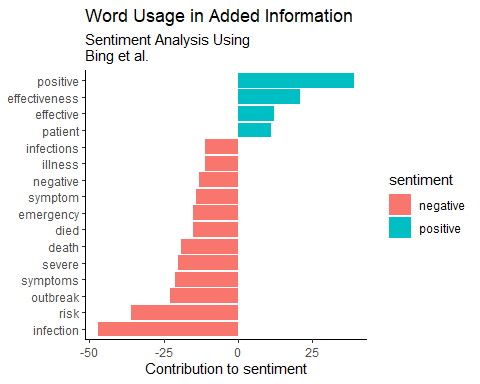 Word Usage in Added Information
Sentiment Analysis Using
Bing et al.
positive
effectiveness
effective
patient
infections
illness
negative
symptom
emergency
died
death
severe
symptoms
outbreak
risk
infection
-50
-25
0
25
Contribution to sentiment
sentiment
negative
positive